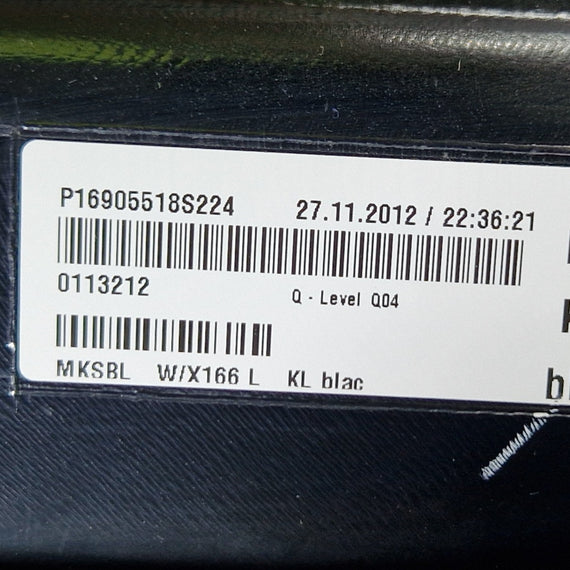 P16905518S224 27.11.2012 / 22:36:21
0113212 Q - Level Q04
MKSBL W/X166 L KL blac